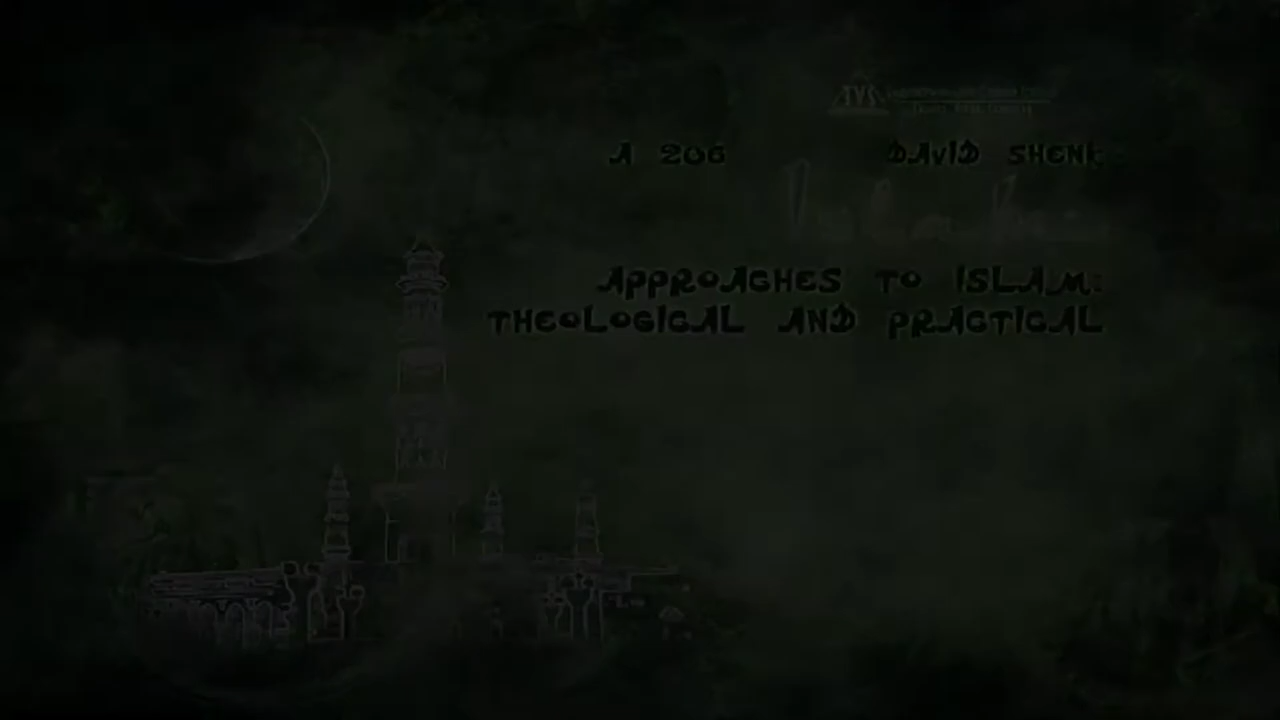 A 206 DAVID SHENK
APPROACHES TO ISLAM:
THEOLOGICAL AND PRACTICAL